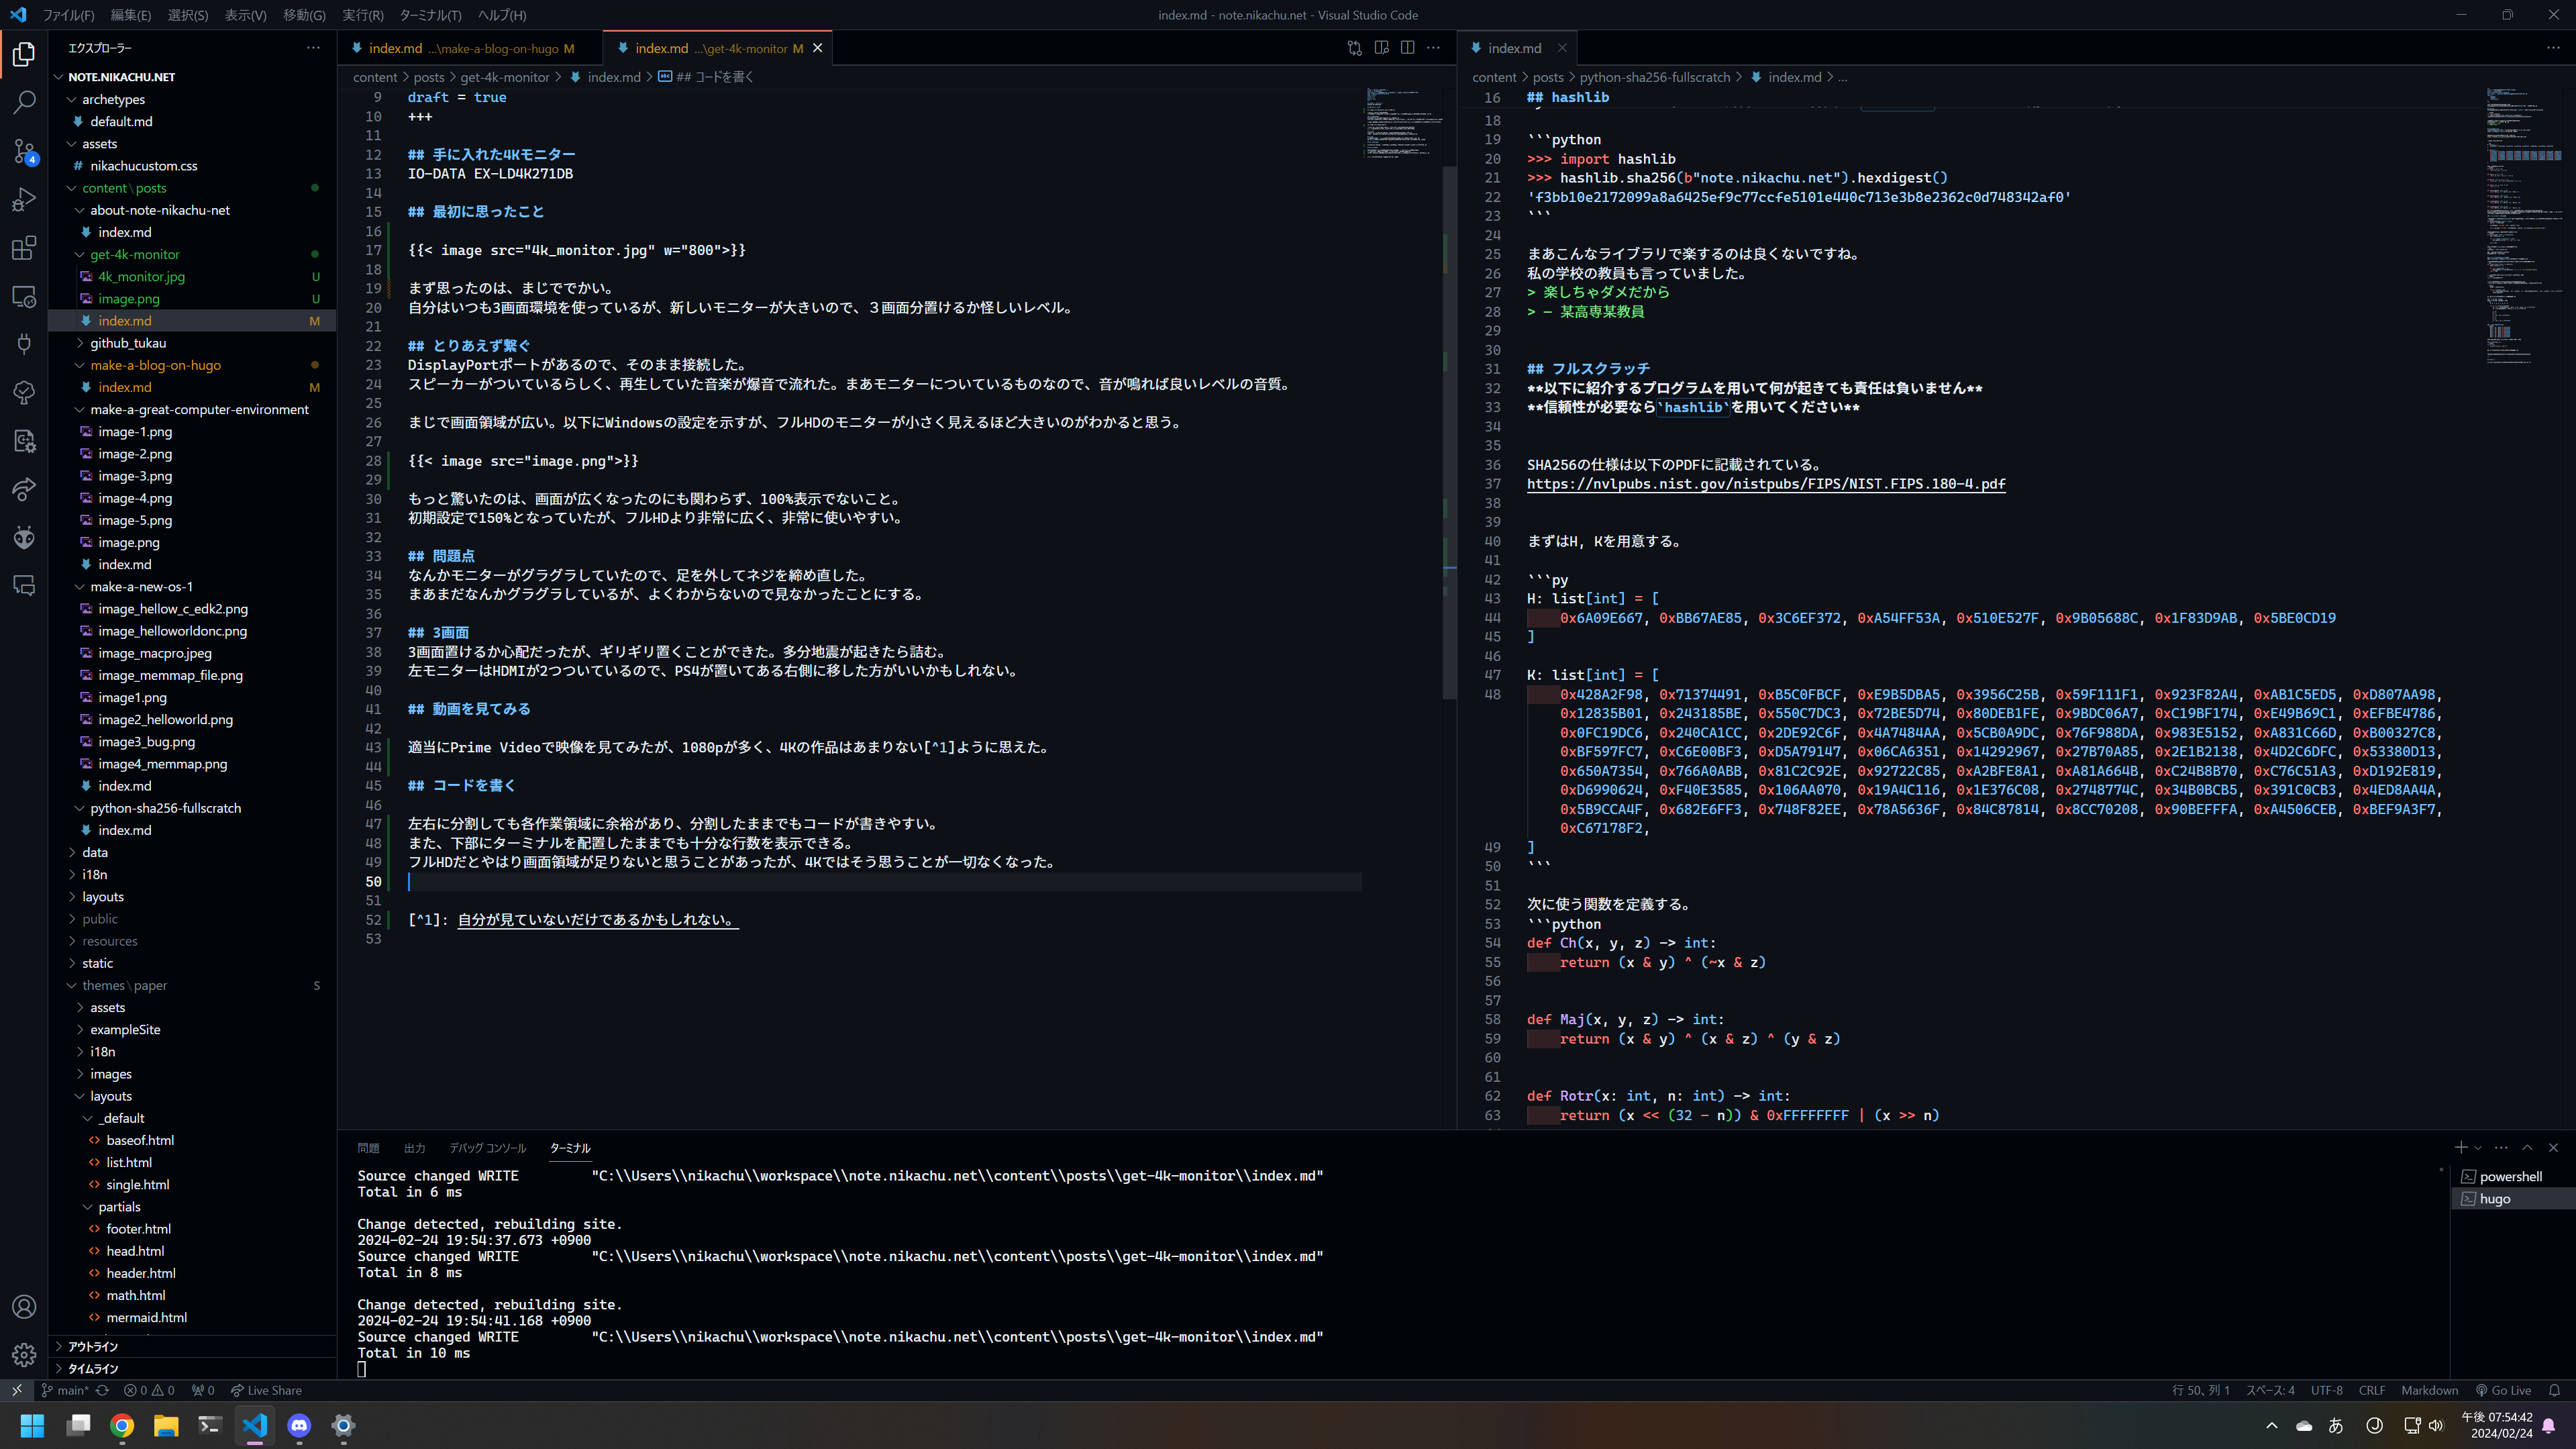 ファイル(F) 編集(E) 選択(S) 表示(V) 移動(G) 実行(R) ターミナル(T) ヘルプ(H)
index.md - note.nikachu.net - Visual Studio Code
エクスプローラー
NOTE.NIKACHU.NET
archetypes
default.md
assets
nikachucustom.css
content\posts
about-note-nikachu-net
index.md
get-4k-monitor
4k_monitor.jpg U
image.png U
index.md M
github_tukau
make-a-blog-on-hugo
index.md M
make-a-great-computer-environment
image-1.png
image-2.png
image-3.png
image-4.png
image-5.png
image.png
index.md
make-a-new-os-1
image_hellow_c_edk2.png
image_helloworldonc.png
image_macpro.jpeg
image_memmap_file.png
image1.png
image2_helloworld.png
image3_bug.png
image4_memmap.png
index.md
python-sha256-fullscratch
index.md
data
i18n
layouts
public
resources
static
themes\paper S
assets
exampleSite
i18n
images
layouts
_default
baseof.html
list.html
single.html
partials
footer.html
head.html
header.html
math.html
mermaid.html
アウトライン
タイムライン
4
index.md ...\make-a-blog-on-hugo M
index.md ...\get-4k-monitor M
content > posts > get-4k-monitor > index.md > ## コードを書く
9 draft = true
10 +++
11
12 ## 手に入れた4Kモニター
13 IO-DATA EX-LD4K271DB
14
15 ## 最初に思ったこと
16
17 {{< image src="4k_monitor.jpg" w="800">}}
18
19 まず思ったのは、まじででかい。
20 自分はいつも3画面環境を使っているが、新しいモニターが大きいので、３画面分置けるか怪しいレベル。
21
22 ## とりあえず繋ぐ
23 DisplayPortポートがあるので、そのまま接続した。
24 スピーカーがついているらしく、再生していた音楽が爆音で流れた。まあモニターについているものなので、音が鳴れば良いレベルの音質。
25
26 まじで画面領域が広い。以下にWindowsの設定を示すが、フルHDのモニターが小さく見えるほど大きいのがわかると思う。
27
28 {{< image src="image.png">}}
29
30 もっと驚いたのは、画面が広くなったのにも関わらず、100%表示でないこと。
31 初期設定で150%となっていたが、フルHDより非常に広く、非常に使いやすい。
32
33 ## 問題点
34 なんかモニターがグラグラしていたので、足を外してネジを締め直した。
35 まあまだなんかグラグラしているが、よくわからないので見なかったことにする。
36
37 ## 3画面
38 3画面置けるか心配だったが、ギリギリ置くことができた。多分地震が起きたら詰む。
39 左モニターはHDMIが2つついているので、PS4が置いてある右側に移した方がいいかもしれない。
40
41 ## 動画を見てみる
42
43 適当にPrime Videoで映像を見てみたが、1080pが多く、4Kの作品はあまりない[^1]ように思えた。
44
45 ## コードを書く
46
47 左右に分割しても各作業領域に余裕があり、分割したままでもコードが書きやすい。
48 また、下部にターミナルを配置したままでも十分な行数を表示できる。
49 フルHDだとやはり画面領域が足りないと思うことがあったが、4Kではそう思うことが一切なくなった。
50
51
52 [^1]: 自分が見ていないだけであるかもしれない。
53
index.md
content > posts > python-sha256-fullscratch > index.md > ...
16 ## hashlib
18
19 ```python
20 >>> import hashlib
21 >>> hashlib.sha256(b"note.nikachu.net").hexdigest()
22 'f3bb10e2172099a8a6425ef9c77ccfe5101e440c713e3b8e2362c0d748342af0'
23 ```
24
25 まあこんなライブラリで楽するのは良くないですね。
26 私の学校の教員も言っていました。
27 > 楽しちゃダメだから
28 > — 某高専某教員
29
30
31 ## フルスクラッチ
32 **以下に紹介するプログラムを用いて何が起きても責任は負いません**
33 **信頼性が必要なら`hashlib`を用いてください**
34
35
36 SHA256の仕様は以下のPDFに記載されている。
37 https://nvlpubs.nist.gov/nistpubs/FIPS/NIST.FIPS.180-4.pdf
38
39
40 まずはH, Kを用意する。
41
42 ```py
43 H: list[int] = [
44 0x6A09E667, 0xBB67AE85, 0x3C6EF372, 0xA54FF53A, 0x510E527F, 0x9B05688C, 0x1F83D9AB, 0x5BE0CD19
45 ]
46
47 K: list[int] = [
48 0x428A2F98, 0x71374491, 0xB5C0FBCF, 0xE9B5DBA5, 0x3956C25B, 0x59F111F1, 0x923F82A4, 0xAB1C5ED5, 0xD807AA98,
0x12835B01, 0x243185BE, 0x550C7DC3, 0x72BE5D74, 0x80DEB1FE, 0x9BDC06A7, 0xC19BF174, 0xE49B69C1, 0xEFBE4786,
0x0FC19DC6, 0x240CA1CC, 0x2DE92C6F, 0x4A7484AA, 0x5CB0A9DC, 0x76F988DA, 0x983E5152, 0xA831C66D, 0xB00327C8,
0xBF597FC7, 0xC6E00BF3, 0xD5A79147, 0x06CA6351, 0x14292967, 0x27B70A85, 0x2E1B2138, 0x4D2C6DFC, 0x53380D13,
0x650A7354, 0x766A0ABB, 0x81C2C92E, 0x92722C85, 0xA2BFE8A1, 0xA81A664B, 0xC24B8B70, 0xC76C51A3, 0xD192E819,
0xD6990624, 0xF40E3585, 0x106AA070, 0x19A4C116, 0x1E376C08, 0x2748774C, 0x34B0BCB5, 0x391C0CB3, 0x4ED8AA4A,
0x5B9CCA4F, 0x682E6FF3, 0x748F82EE, 0x78A5636F, 0x84C87814, 0x8CC70208, 0x90BEFFFA, 0xA4506CEB, 0xBEF9A3F7,
0xC67178F2,
49 ]
50 ```
51
52 次に使う関数を定義する。
53 ```python
54 def Ch(x, y, z) -> int:
55 return (x & y) ^ (~x & z)
56
57
58 def Maj(x, y, z) -> int:
59 return (x & y) ^ (x & z) ^ (y & z)
60
61
62 def Rotr(x: int, n: int) -> int:
63 return (x << (32 - n)) & 0xFFFFFFFF | (x >> n)
問題 出力 デバッグ コンソール ターミナル
Source changed WRITE "C:\\Users\\nikachu\\workspace\\note.nikachu.net\\content\\posts\\get-4k-monitor\\index.md"
Total in 6 ms
Change detected, rebuilding site.
2024-02-24 19:54:37.673 +0900
Source changed WRITE "C:\\Users\\nikachu\\workspace\\note.nikachu.net\\content\\posts\\get-4k-monitor\\index.md"
Total in 8 ms
Change detected, rebuilding site.
2024-02-24 19:54:41.168 +0900
Source changed WRITE "C:\\Users\\nikachu\\workspace\\note.nikachu.net\\content\\posts\\get-4k-monitor\\index.md"
Total in 10 ms
powershell
hugo
main* 0 0 0 Live Share
行 50、列 1 スペース: 4 UTF-8 CRLF Markdown Go Live
あ
午後 07:54:42
2024/02/24